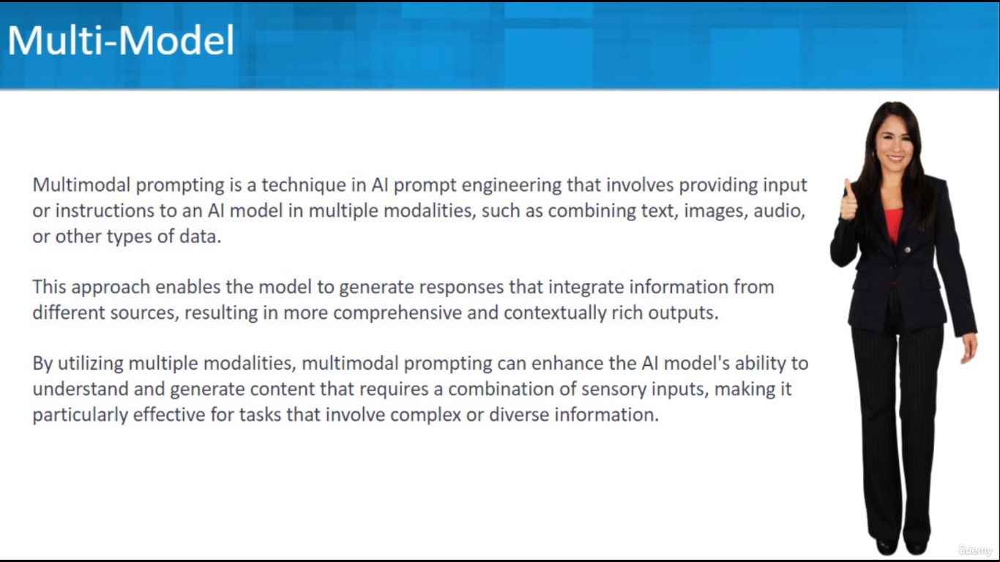 Multi-Model
Multimodal prompting is a technique in AI prompt engineering that involves providing input
or instructions to an AI model in multiple modalities, such as combining text, images, audio,
or other types of data.
This approach enables the model to generate responses that integrate information from
different sources, resulting in more comprehensive and contextually rich outputs.
By utilizing multiple modalities, multimodal prompting can enhance the AI model's ability to
understand and generate content that requires a combination of sensory inputs, making it
particularly effective for tasks that involve complex or diverse information.
ûdemy